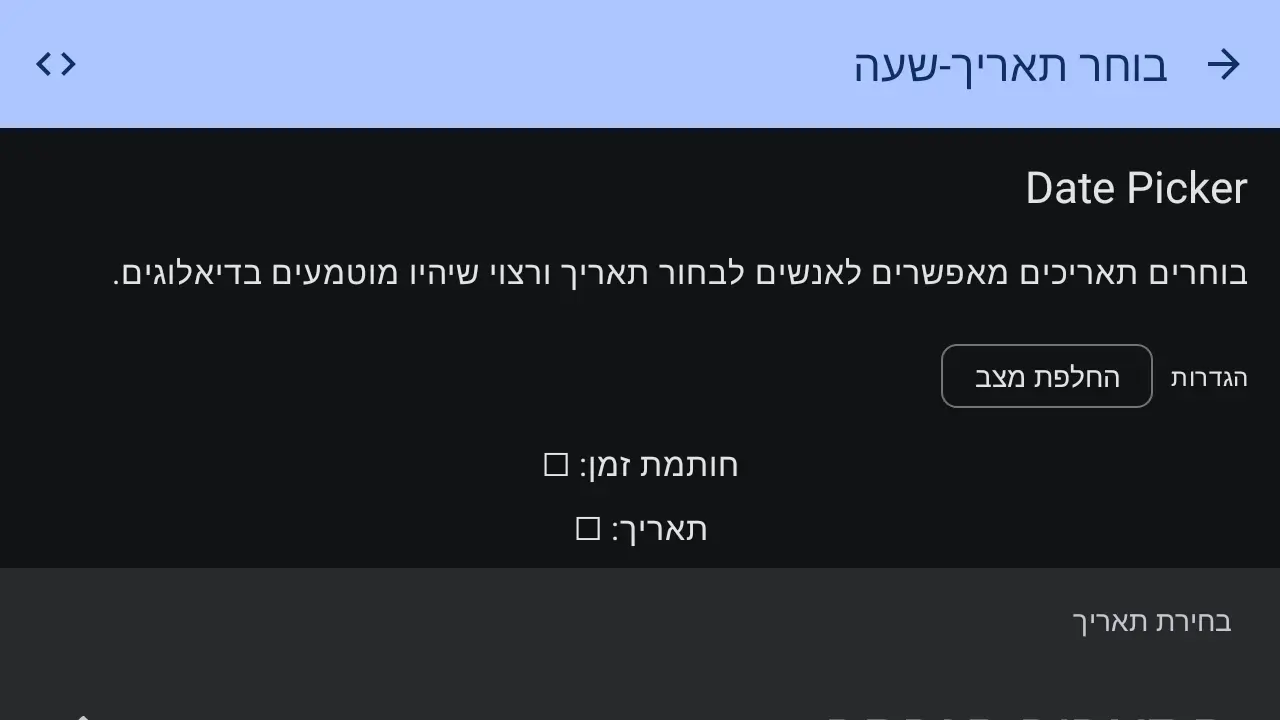 בוחר תאריך-שעה
Date Picker
בוחרים תאריכים מאפשרים לאנשים לבחור תאריך ורצוי שיהיו מוטמעים בדיאלוגים.
הגדרות
החלפת מצב
חותמת זמן: ☐
תאריך: ☐
בחירת תאריך